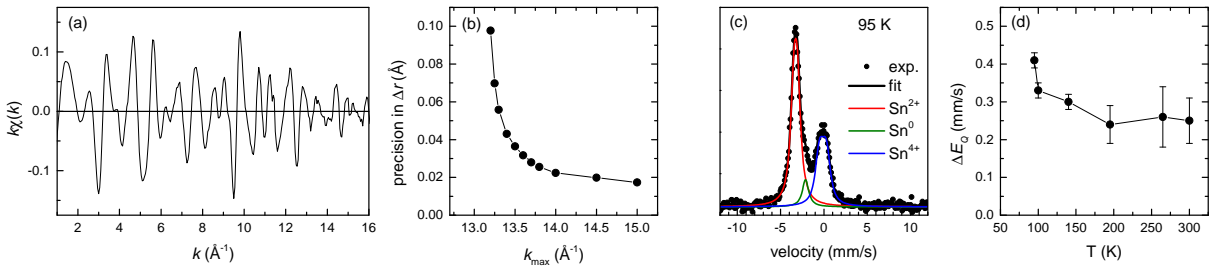 (a)
0.1
0.0
-0.1
kχ(k)
2 4 6 8 10 12 14 16
k (Å⁻¹)
(b)
0.10
0.08
0.06
0.04
0.02
0.00
precision in Δr (Å)
13.0 13.5 14.0 14.5 15.0
k_max (Å⁻¹)
(c)
95 K
exp.
fit
Sn²⁺
Sn⁰
Sn⁴⁺
-10 -5 0 5 10
velocity (mm/s)
(d)
0.5
0.4
0.3
0.2
0.1
0.0
ΔE_Q (mm/s)
100 150 200 250 300
T (K)